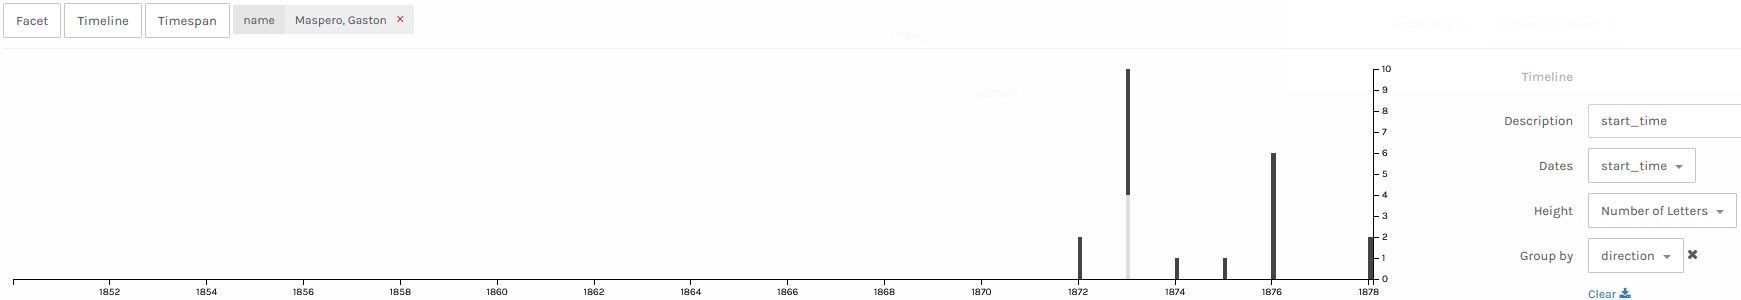 Facet Timeline Timespan name Maspero, Gaston ×
male
human
Timeline
Description start_time
Dates start_time
Height Number of Letters
Group by direction ✖
Clear
10
9
8
7
6
5
4
3
2
1
0
1852 1854 1856 1858 1860 1862 1864 1866 1868 1870 1872 1874 1876 1878